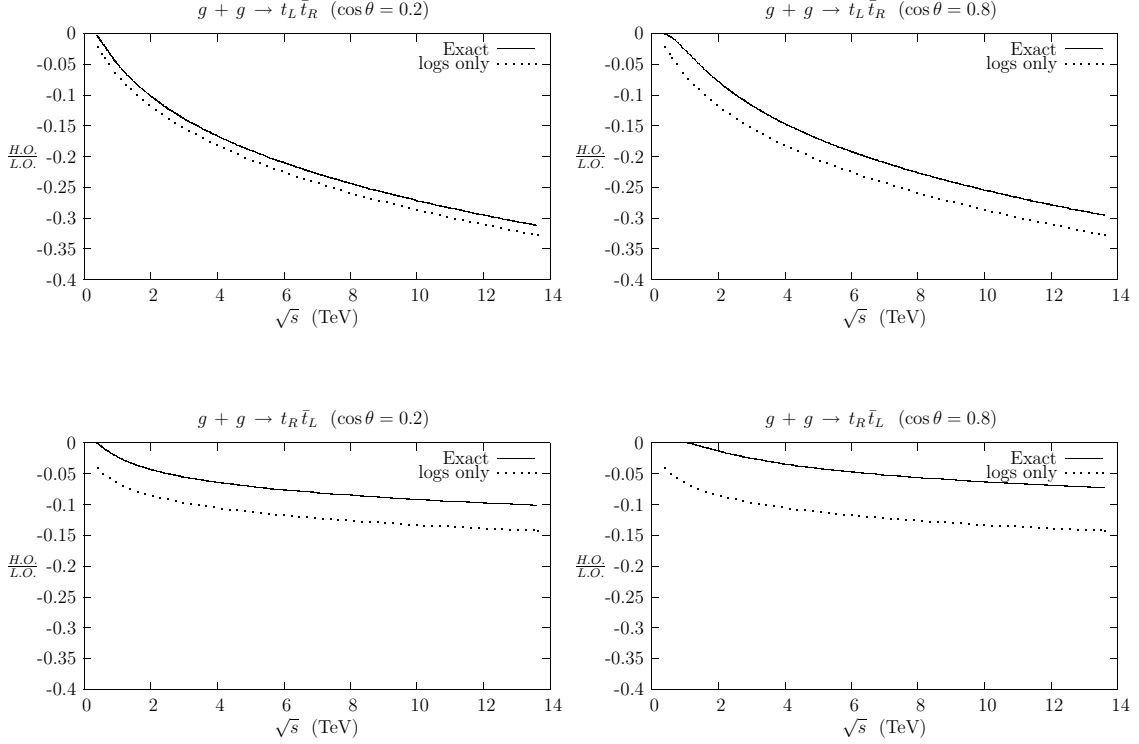 g + g → t_L t̄_R (cos θ = 0.2)
0
-0.05
-0.1
-0.15
-0.2
-0.25
-0.3
-0.35
-0.4
H.O./L.O.
Exact
logs only
0 2 4 6 8 10 12 14
√s (TeV)
g + g → t_L t̄_R (cos θ = 0.8)
0
-0.05
-0.1
-0.15
-0.2
-0.25
-0.3
-0.35
-0.4
H.O./L.O.
Exact
logs only
0 2 4 6 8 10 12 14
√s (TeV)
g + g → t_R t̄_L (cos θ = 0.2)
0
-0.05
-0.1
-0.15
-0.2
-0.25
-0.3
-0.35
-0.4
H.O./L.O.
Exact
logs only
0 2 4 6 8 10 12 14
√s (TeV)
g + g → t_R t̄_L (cos θ = 0.8)
0
-0.05
-0.1
-0.15
-0.2
-0.25
-0.3
-0.35
-0.4
H.O./L.O.
Exact
logs only
0 2 4 6 8 10 12 14
√s (TeV)